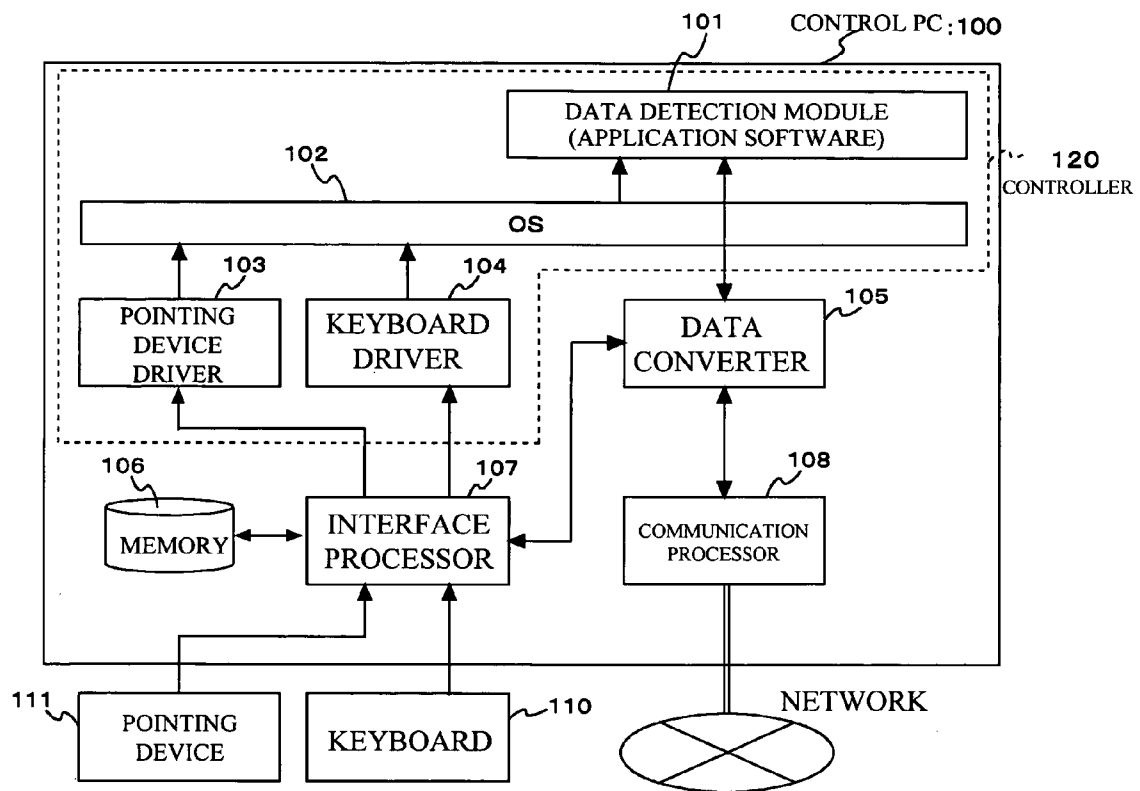 CONTROL PC:100
101
DATA DETECTION MODULE
(APPLICATION SOFTWARE)
120
CONTROLLER
102
OS
103
POINTING
DEVICE
DRIVER
104
KEYBOARD
DRIVER
105
DATA
CONVERTER
106
MEMORY
107
INTERFACE
PROCESSOR
108
COMMUNICATION
PROCESSOR
111
POINTING
DEVICE
110
KEYBOARD
NETWORK